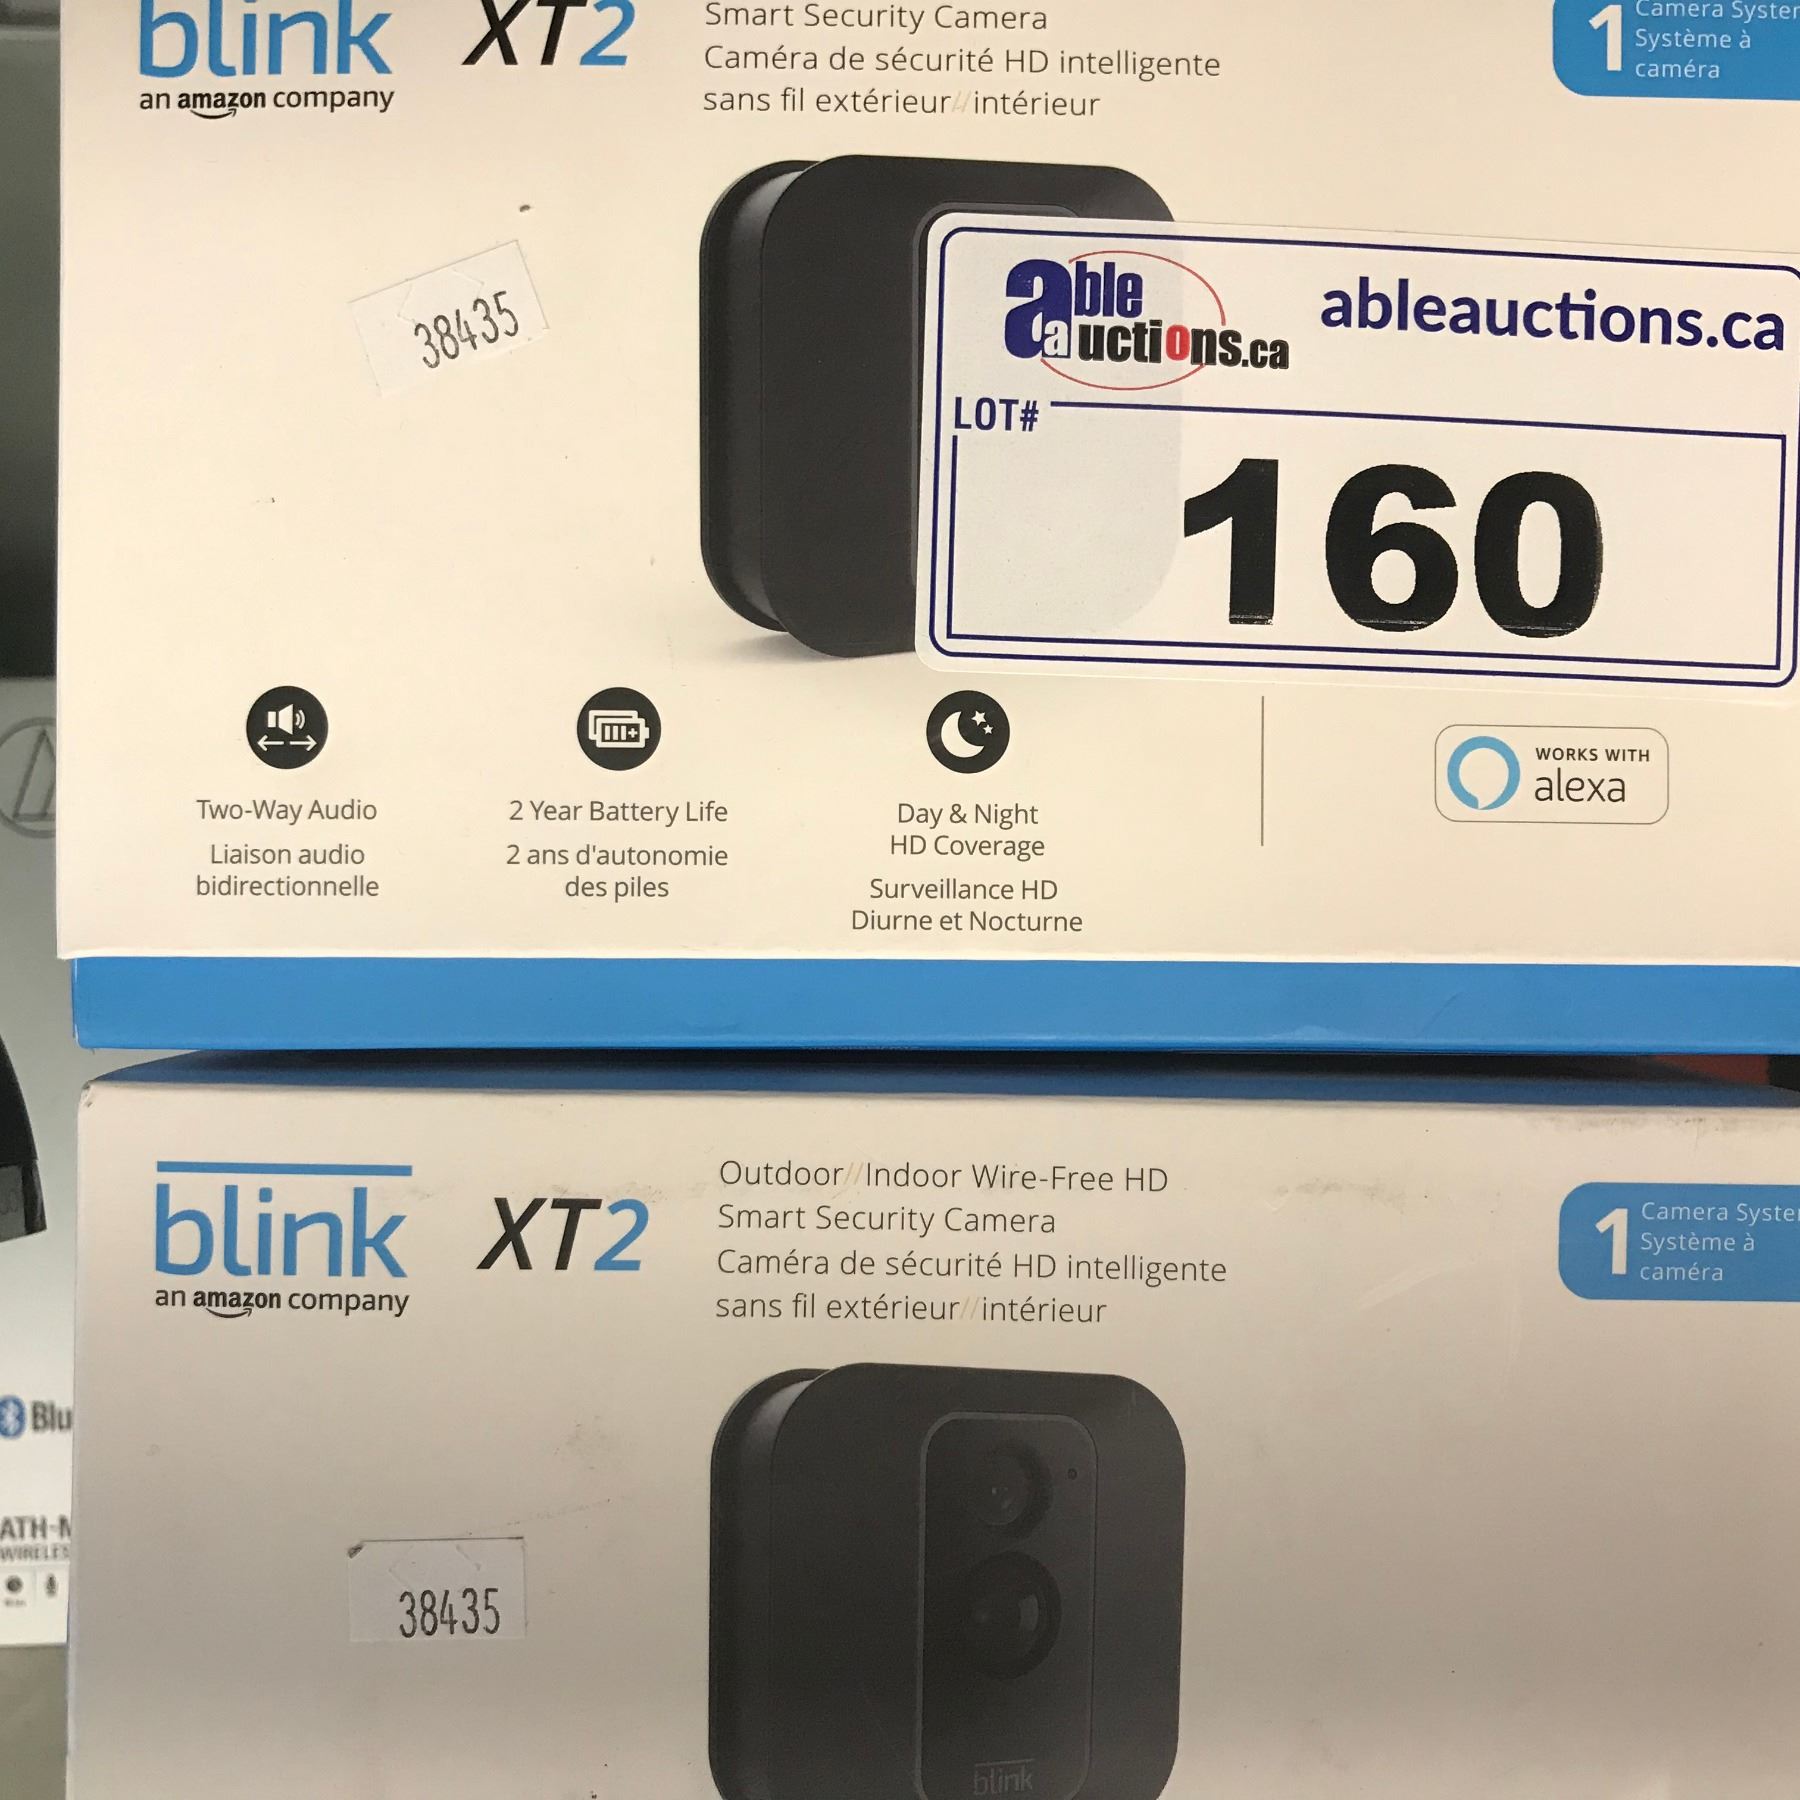 blink XT2
an amazon company
Smart Security Camera
Caméra de sécurité HD intelligente
sans fil extérieur//intérieur
1 Camera
Système à
caméra
38435
able auctions.ca
ableauctions.ca
LOT#
160
Two-Way Audio
Liaison audio
bidirectionnelle
2 Year Battery Life
2 ans d'autonomie
des piles
Day & Night
HD Coverage
Surveillance HD
Diurne et Nocturne
WORKS WITH
alexa
blink XT2
an amazon company
Outdoor//Indoor Wire-Free HD
Smart Security Camera
Caméra de sécurité HD intelligente
sans fil extérieur//intérieur
1 Camera
Système à
caméra
38435
blink
Blu
ATH-